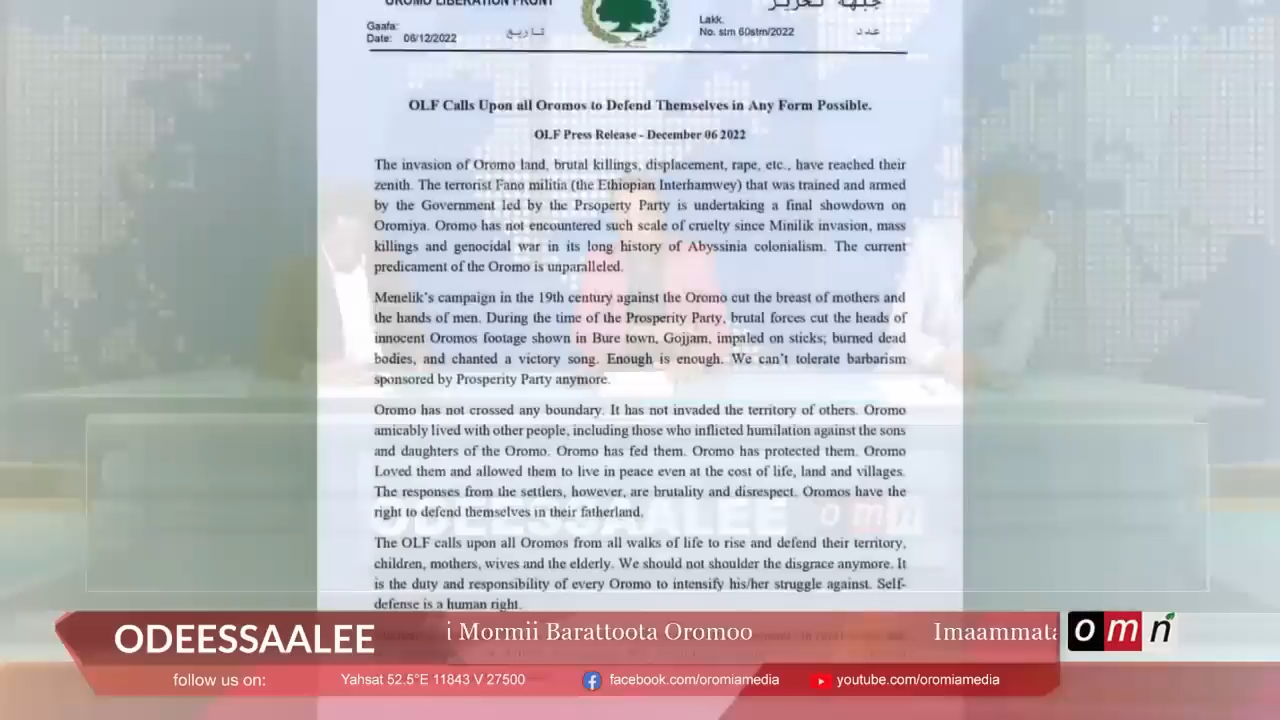 OROMO LIBERATION FRONT
جبهة تحرير
Gaafa:
Date: 06/12/2022
تاريخ
Lakk.
No. stm 60stm/2022
عدد
OLF Calls Upon all Oromos to Defend Themselves in Any Form Possible.
OLF Press Release - December 06 2022
The invasion of Oromo land, brutal killings, displacement, rape, etc., have reached their
zenith. The terrorist Fano militia (the Ethiopian Interhamwey) that was trained and armed
by the Government led by the Prsoperty Party is undertaking a final showdown on
Oromiya. Oromo has not encountered such scale of cruelty since Minilik invasion, mass
killings and genocidal war in its long history of Abyssinia colonialism. The current
predicament of the Oromo is unparalleled.
Menelik's campaign in the 19th century against the Oromo cut the breast of mothers and
the hands of men. During the time of the Prosperity Party, brutal forces cut the heads of
innocent Oromos footage shown in Bure town, Gojjam, impaled on sticks; burned dead
bodies, and chanted a victory song. Enough is enough. We can't tolerate barbarism
sponsored by Prosperity Party anymore.
Oromo has not crossed any boundary. It has not invaded the territory of others. Oromo
amicably lived with other people, including those who inflicted humilation against the sons
and daughters of the Oromo. Oromo has fed them. Oromo has protected them. Oromo
Loved them and allowed them to live in peace even at the cost of life, land and villages.
The responses from the settlers, however, are brutality and disrespect. Oromos have the
right to defend themselves in their fatherland.
ODEESSAALEE omn
The OLF calls upon all Oromos from all walks of life to rise and defend their territory,
children, mothers, wives and the elderly. We should not shoulder the disgrace anymore. It
is the duty and responsibility of every Oromo to intensify his/her struggle against. Self-
defense is a human right.
ODEESSAALEE
i Mormii Barattoota Oromoo Imaammata
omn
follow us on: Yahsat 52.5°E 11843 V 27500 facebook.com/oromiamedia youtube.com/oromiamedia